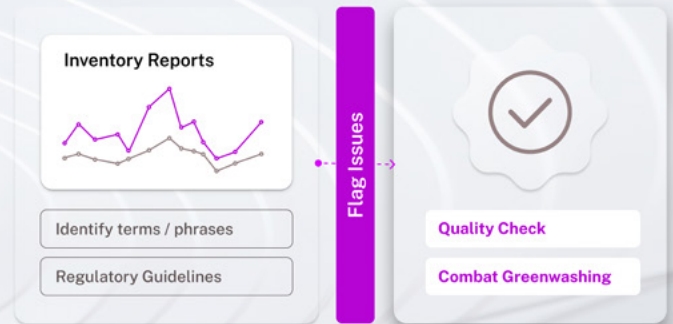 Inventory Reports
Identify terms / phrases
Regulatory Guidelines
Flag Issues
Quality Check
Combat Greenwashing